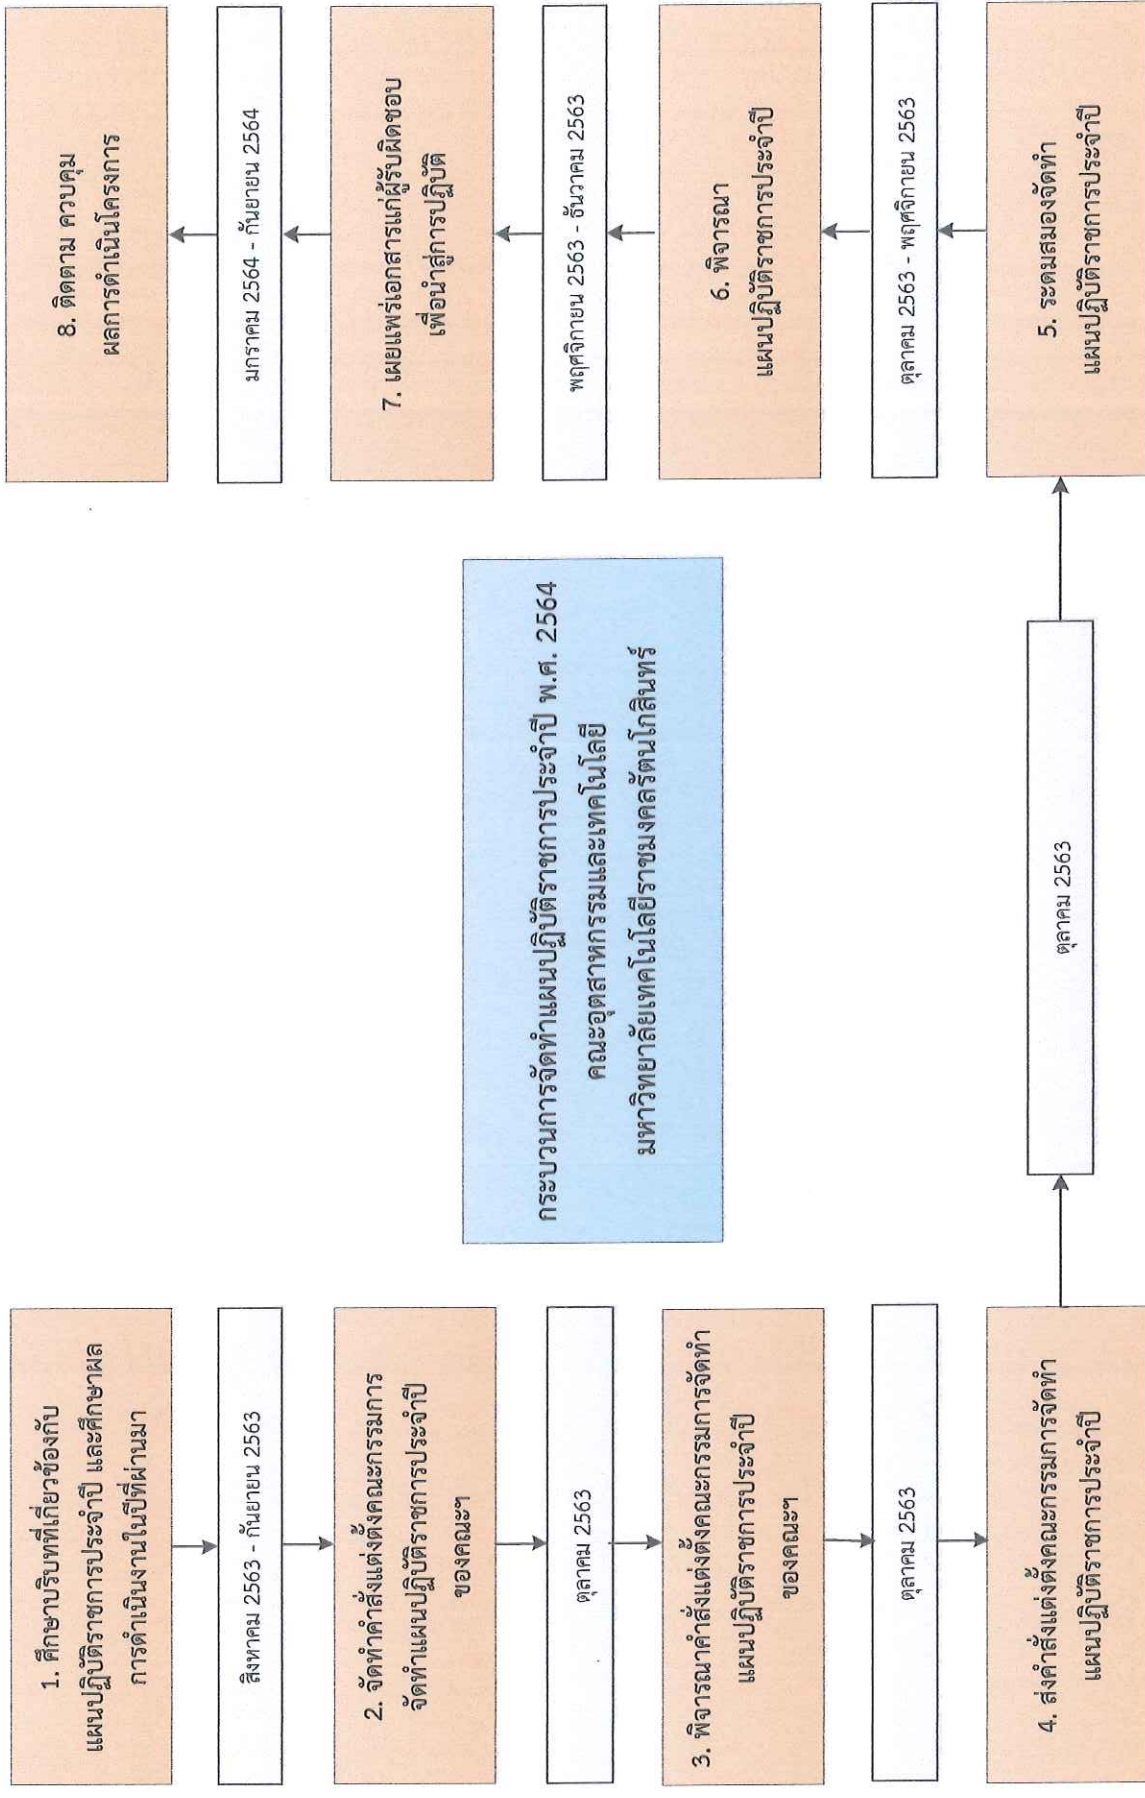 1. ศึกษาบริบทที่เกี่ยวข้องกับ
แผนปฏิบัติราชการประจำปี และศึกษาผล
การดำเนินงานในปีที่ผ่านมา
สิงหาคม 2563 - กันยายน 2563
2. จัดทำคำสั่งแต่งตั้งคณะกรรมการ
จัดทำแผนปฏิบัติราชการประจำปี
ของคณะฯ
ตุลาคม 2563
3. พิจารณาคำสั่งแต่งตั้งคณะกรรมการจัดทำ
แผนปฏิบัติราชการประจำปี
ของคณะฯ
ตุลาคม 2563
4. ส่งคำสั่งแต่งตั้งคณะกรรมการจัดทำ
แผนปฏิบัติราชการประจำปี
ตุลาคม 2563
กระบวนการจัดทำแผนปฏิบัติราชการประจำปี พ.ศ. 2564
คณะอุตสาหกรรมและเทคโนโลยี
มหาวิทยาลัยเทคโนโลยีราชมงคลรัตนโกสินทร์
5. ระดมสมองจัดทำ
แผนปฏิบัติราชการประจำปี
ตุลาคม 2563 - พฤศจิกายน 2563
6. พิจารณา
แผนปฏิบัติราชการประจำปี
พฤศจิกายน 2563 - ธันวาคม 2563
7. เผยแพร่เอกสารแก่ผู้รับผิดชอบ
เพื่อนำสู่การปฏิบัติ
มกราคม 2564 - กันยายน 2564
8. ติดตาม ควบคุม
ผลการดำเนินโครงการ